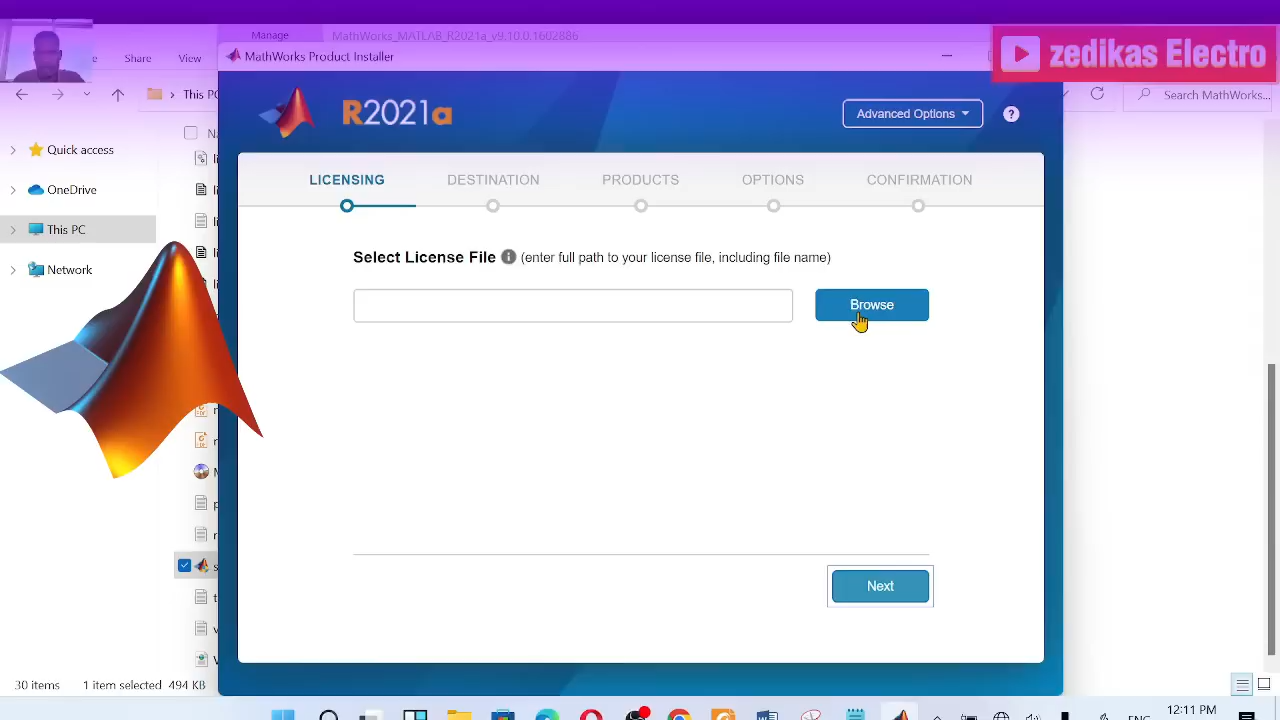 Manage
MathWorks_MATLAB_R2021a_v9.10.0.1602886
MathWorks Product Installer
zedikas Electro
Share
View
This PC
Search MathWorks...
R2021a
Advanced Options
?
Quick access
OneDrive
This PC
Network
LICENSING
DESTINATION
PRODUCTS
OPTIONS
CONFIRMATION
Select License File (enter full path to your license file, including file name)
Browse
Next
30 items
1 item selected
494 KB
12:11 PM